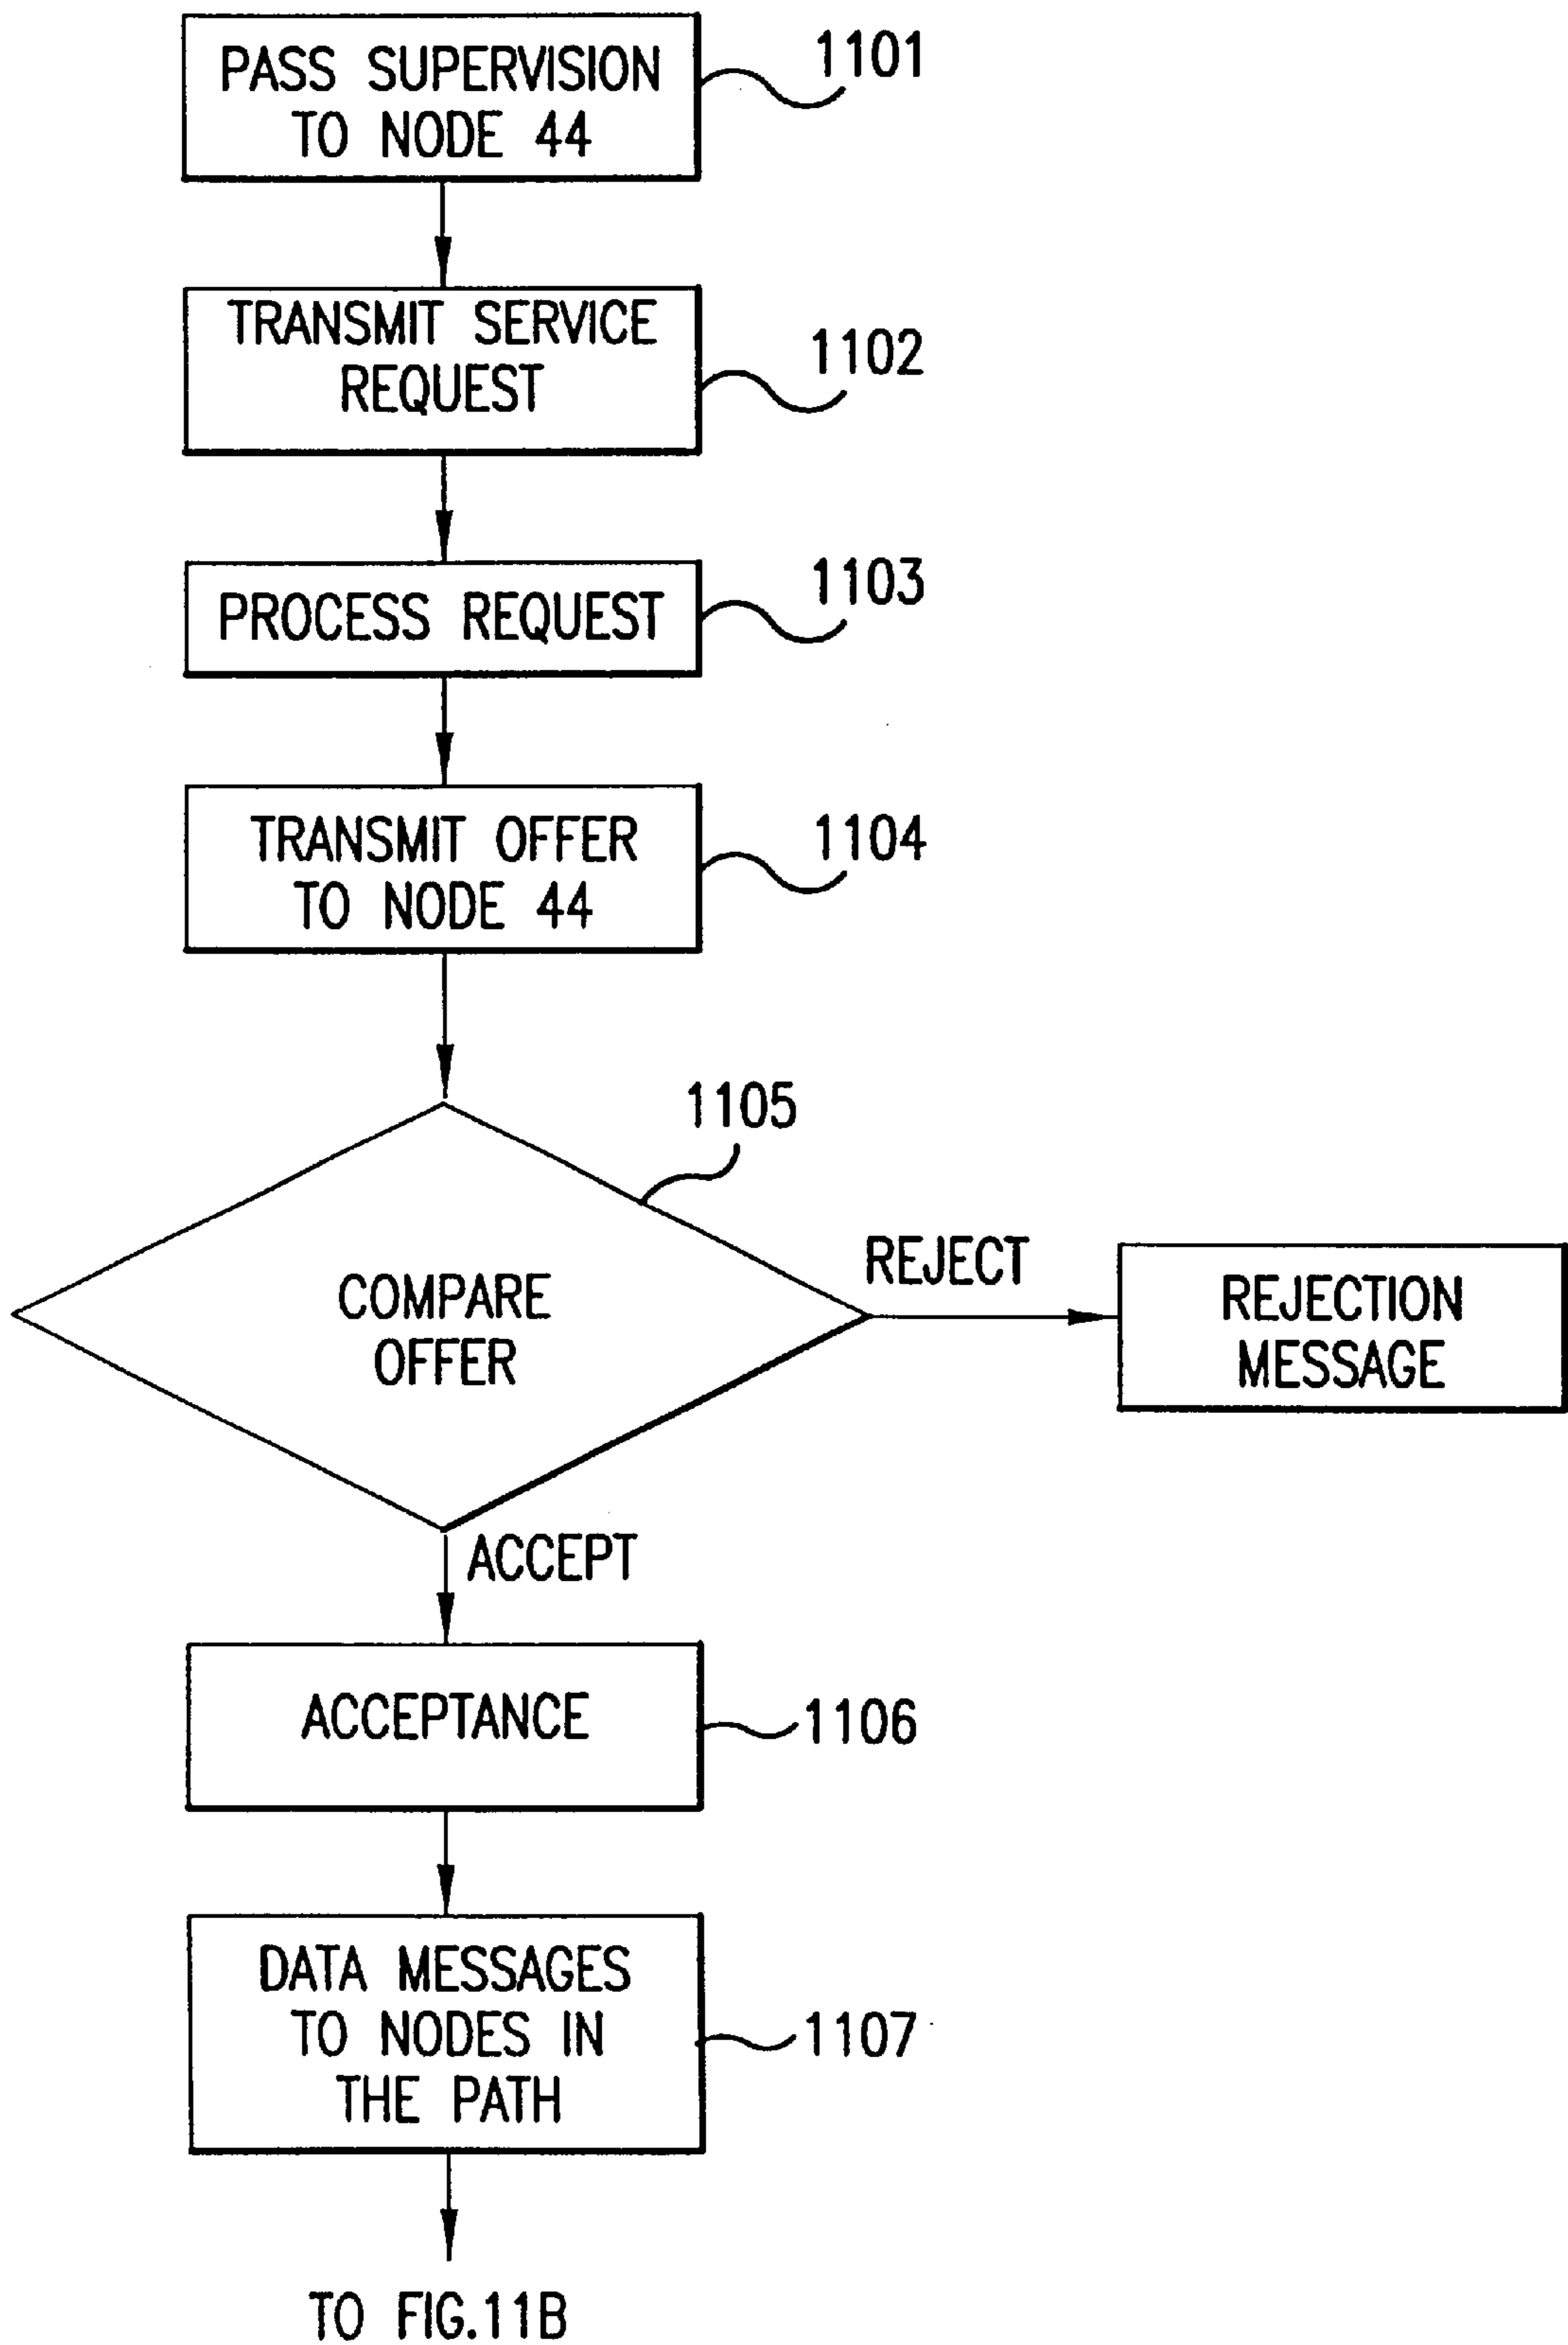 PASS SUPERVISION
TO NODE 44
1101
TRANSMIT SERVICE
REQUEST
1102
PROCESS REQUEST
1103
TRANSMIT OFFER
TO NODE 44
1104
1105
COMPARE
OFFER
REJECT
REJECTION
MESSAGE
ACCEPT
ACCEPTANCE
1106
DATA MESSAGES
TO NODES IN
THE PATH
1107
TO FIG.11B